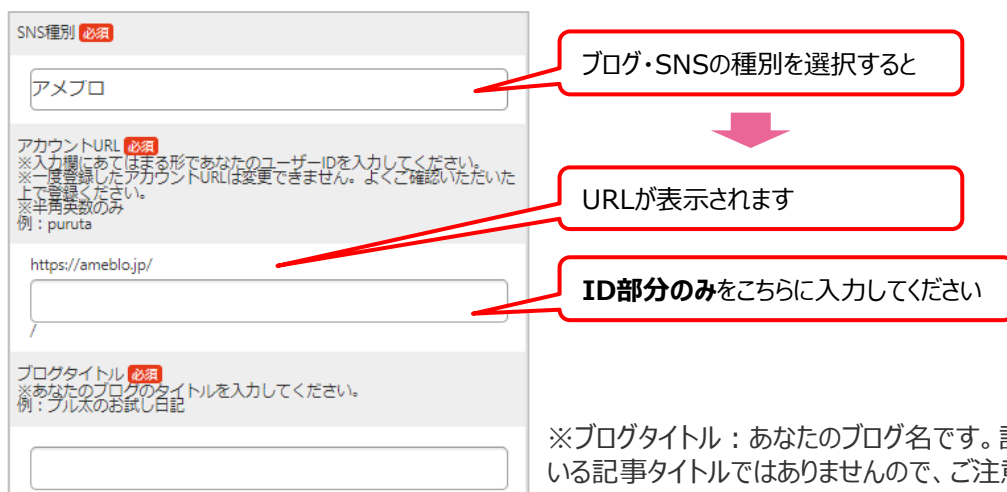 SNS種別 必須
アメブロ
アカウントURL 必須
※入力欄にあてはまる形であなたのユーザーIDを入力してください。
※一度登録したアカウントURLは変更できません。よくご確認いただいた
上で登録ください。
※半角英数のみ
例：puruta
https://ameblo.jp/
/
ブログタイトル 必須
※あなたのブログのタイトルを入力してください。
例：プル太のお試し日記
ブログ・SNSの種別を選択すると
URLが表示されます
ID部分のみをこちらに入力してください
※ブログタイトル：あなたのブログ名です。
いる記事タイトルではありませんので、ご注